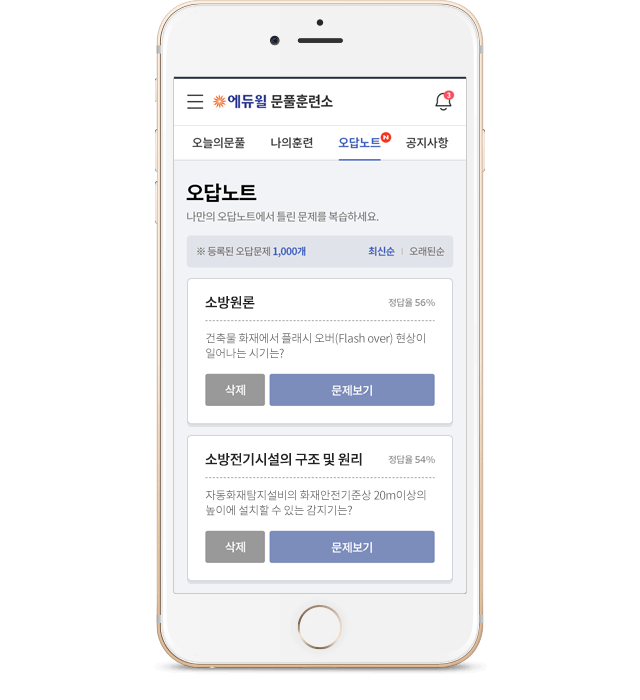 에듀윌 문풀훈련소
3
오늘의문풀 나의훈련 오답노트 N 공지사항
오답노트
나만의 오답노트에서 틀린 문제를 복습하세요.
※ 등록된 오답문제 1,000개 최신순 | 오래된순
소방원론 정답율 56%
건축물 화재에서 플래시 오버(Flash over) 현상이
일어나는 시기는?
삭제 문제보기
소방전기시설의 구조 및 원리 정답율 54%
자동화재탐지설비의 화재안전기준상 20m이상의
높이에 설치할 수 있는 감지기는?
삭제 문제보기